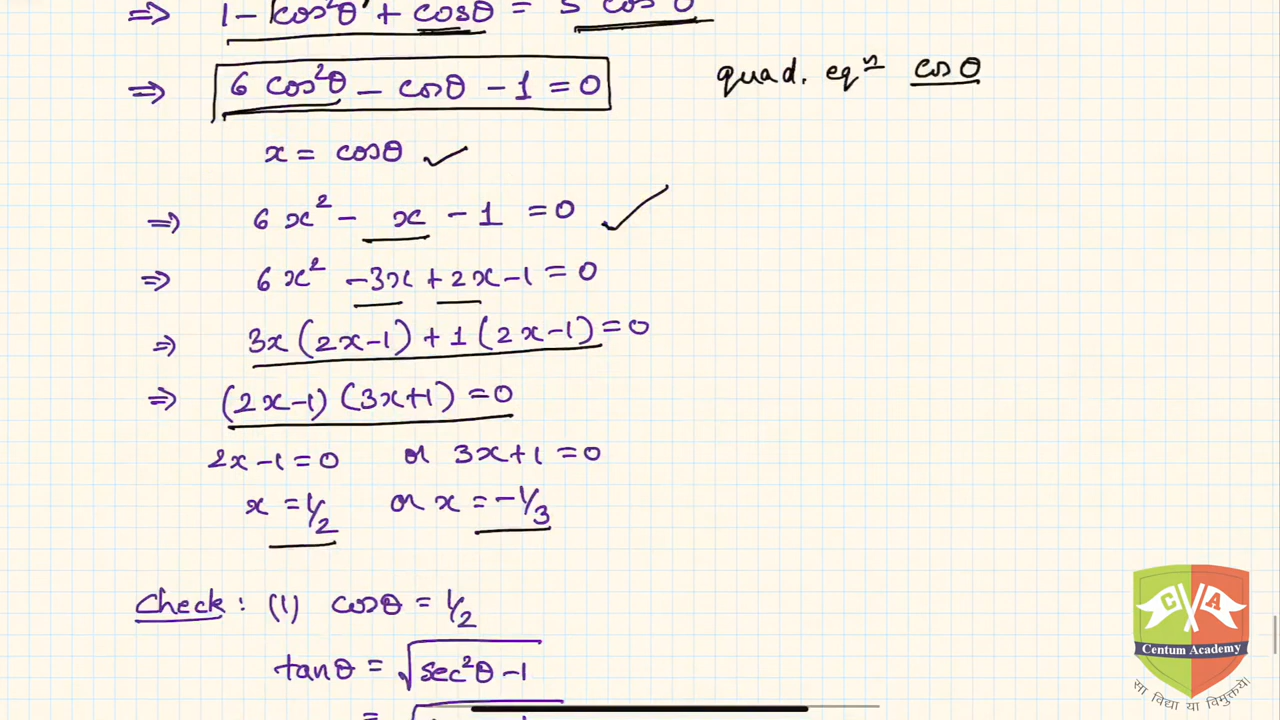 ⇒ 1 - cos²θ + cosθ = 5 cos²θ
⇒ 6 cos²θ - cosθ - 1 = 0 quad. eqⁿ cosθ
x = cosθ ✓
⇒ 6x² - x - 1 = 0 ✓
⇒ 6x² - 3x + 2x - 1 = 0
⇒ 3x(2x-1) + 1(2x-1) = 0
⇒ (2x-1)(3x+1) = 0
2x - 1 = 0 or 3x + 1 = 0
x = 1/2 or x = -1/3
Check: (1) cosθ = 1/2
tanθ = √sec²θ - 1
=
C A
Centum Academy
सा विद्या या विमुक्तये।